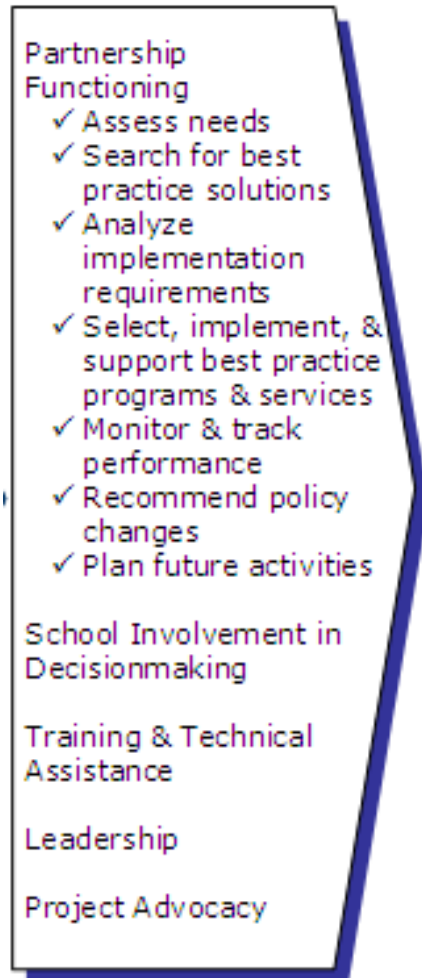 Partnership
Functioning
✓ Assess needs
✓ Search for best
practice solutions
✓ Analyze
implementation
requirements
✓ Select, implement, &
support best practice
programs & services
✓ Monitor & track
performance
✓ Recommend policy
changes
✓ Plan future activities
School Involvement in
Decisionmaking
Training & Technical
Assistance
Leadership
Project Advocacy